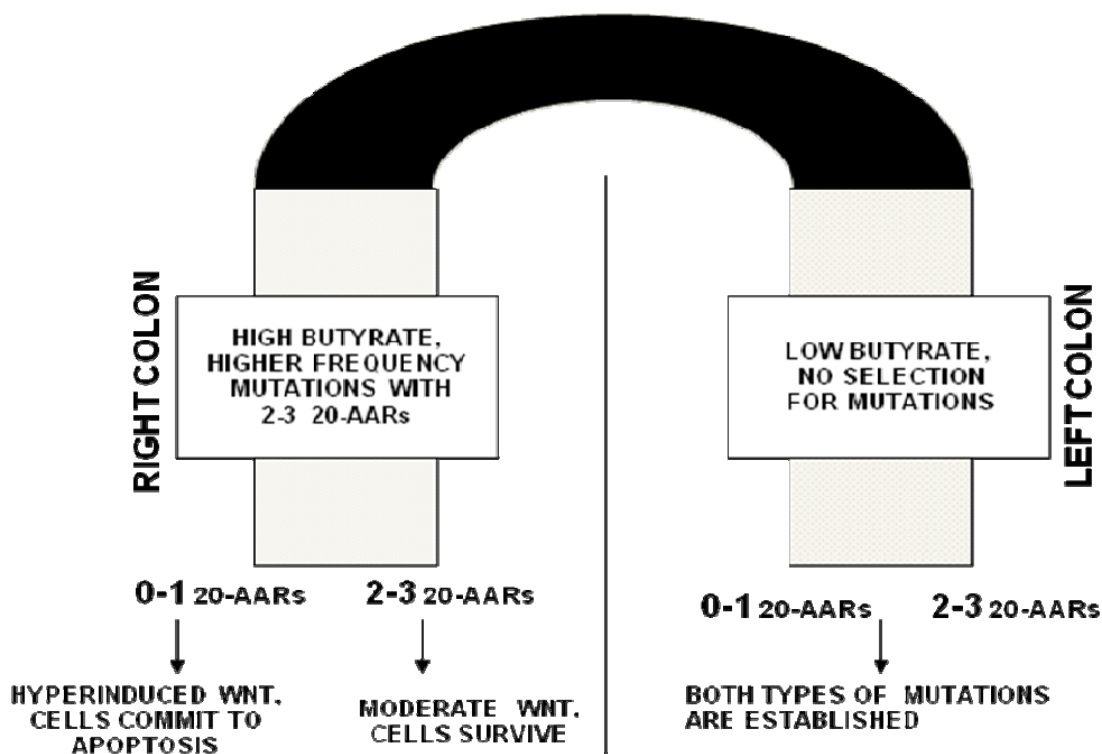 RIGHT COLON
HIGH BUTYRATE,
HIGHER FREQUENCY
MUTATIONS WITH
2-3 20-AARs
0-1 20-AARs
2-3 20-AARs
HYPERINDUCED WNT.
CELLS COMMIT TO
APOPTOSIS
MODERATE WNT.
CELLS SURVIVE
LOW BUTYRATE,
NO SELECTION
FOR MUTATIONS
LEFT COLON
0-1 20-AARs
2-3 20-AARs
BOTH TYPES OF MUTATIONS
ARE ESTABLISHED